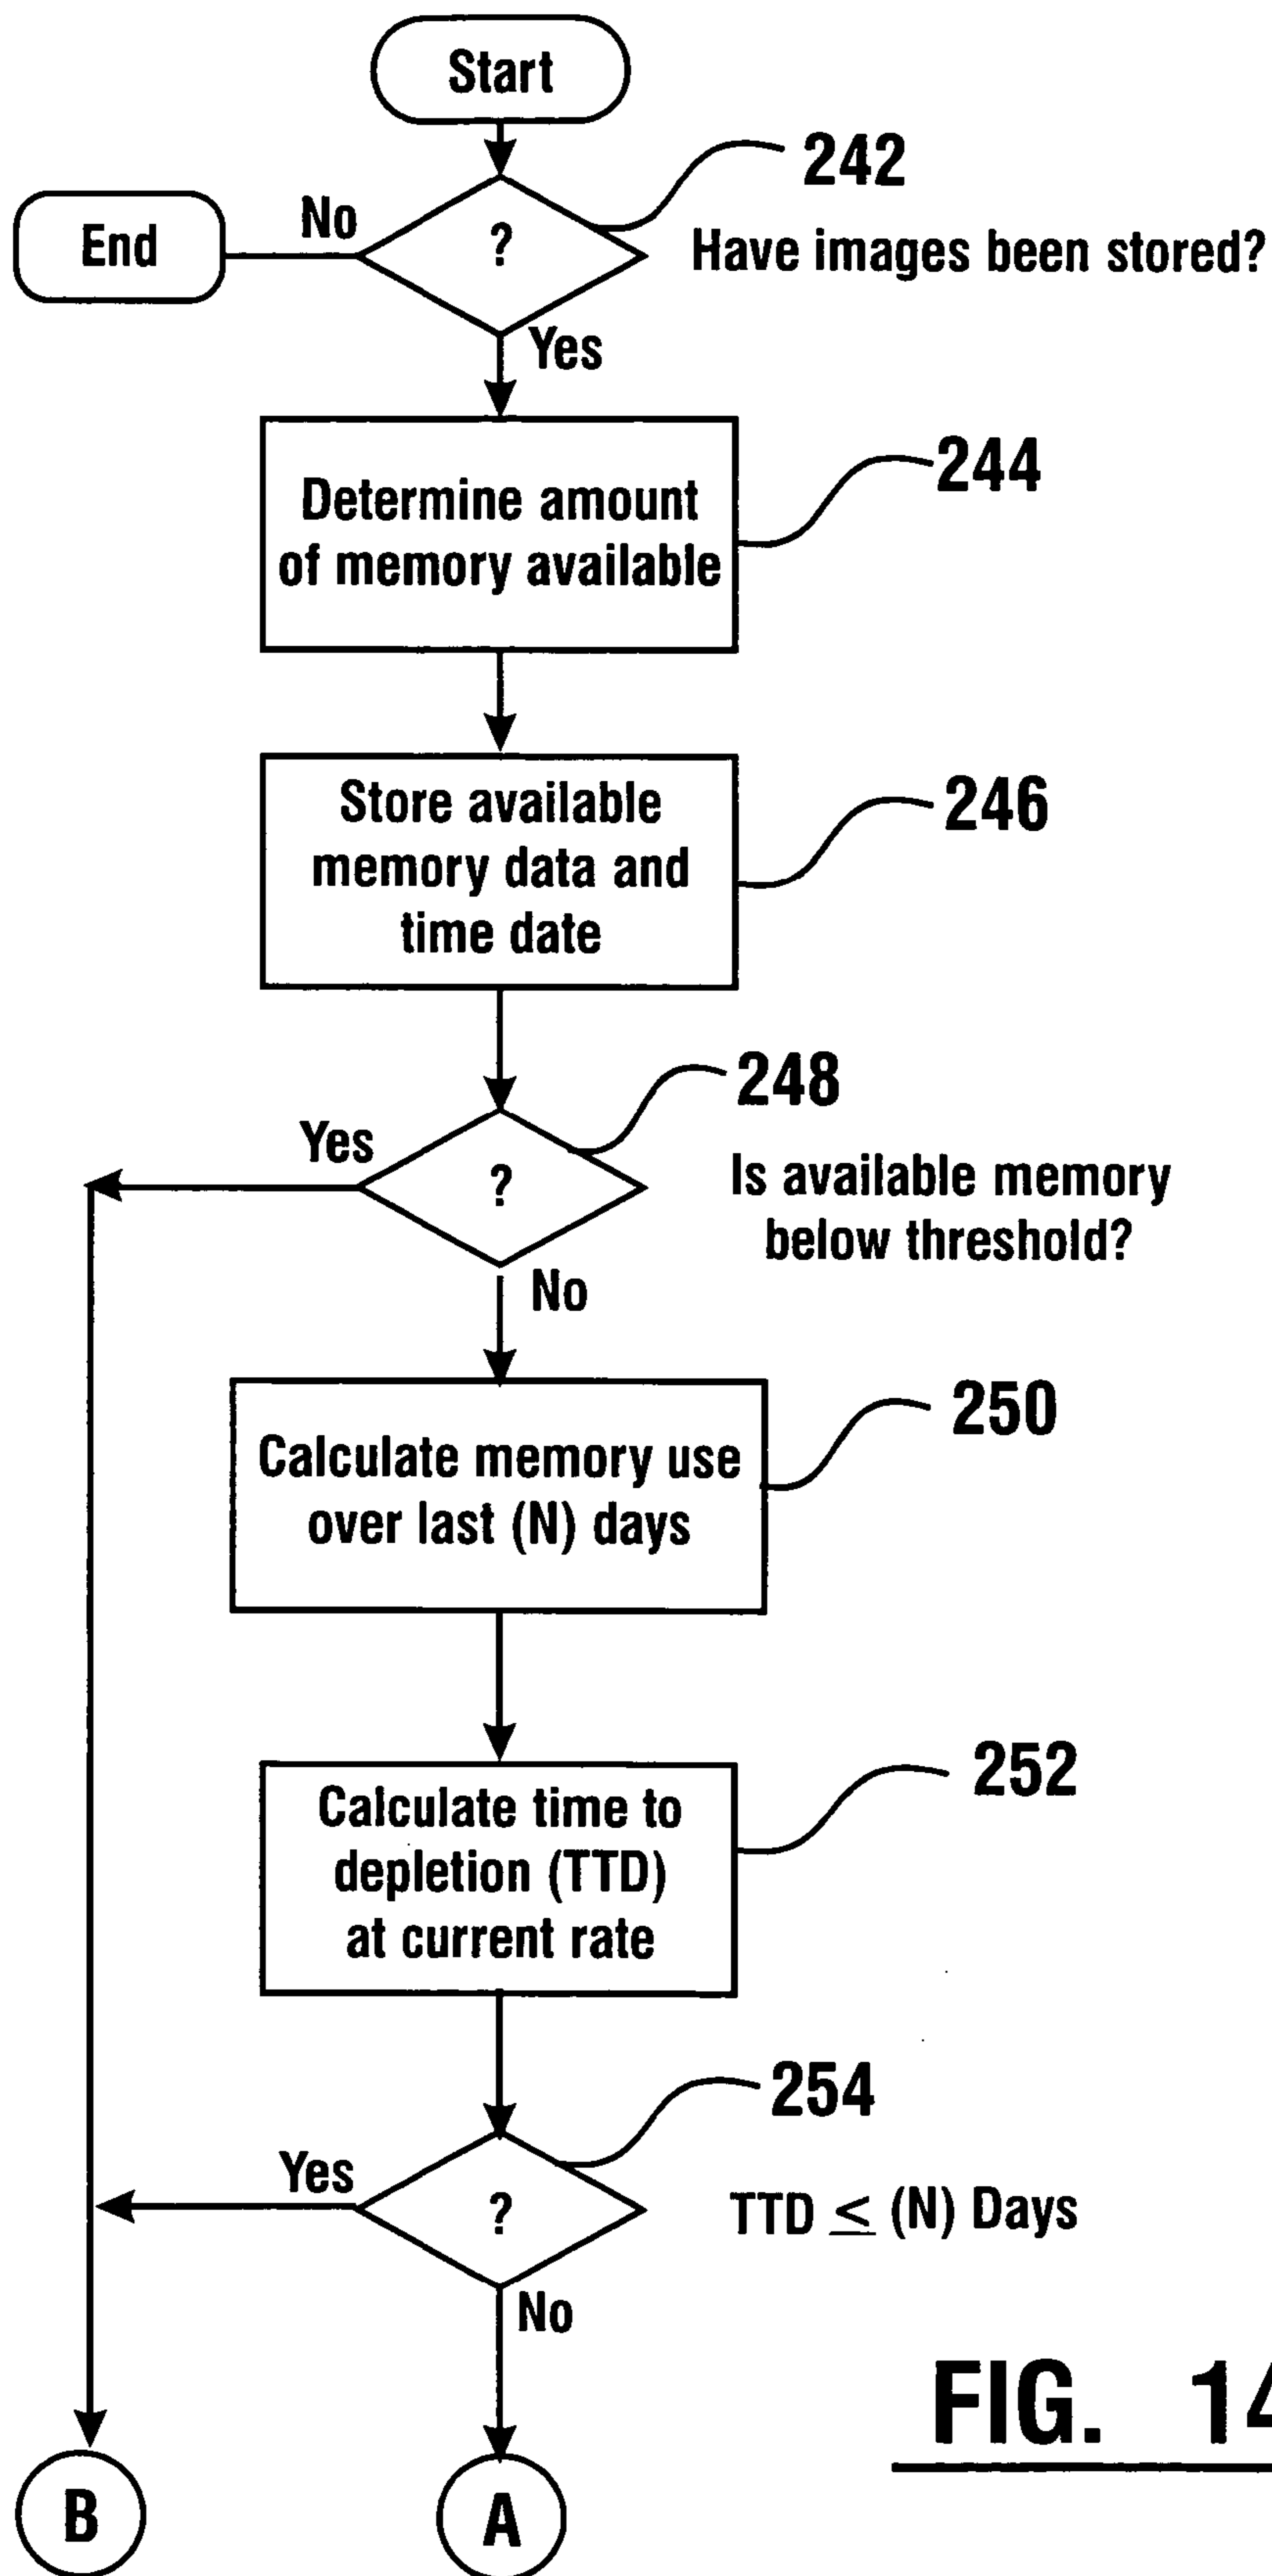 Start
242
No
End
?
Have images been stored?
Yes
244
Determine amount
of memory available
246
Store available
memory data and
time date
248
Yes
?
Is available memory
below threshold?
No
250
Calculate memory use
over last (N) days
252
Calculate time to
depletion (TTD)
at current rate
254
Yes
?
TTD ≤ (N) Days
No
FIG. 14
B
A